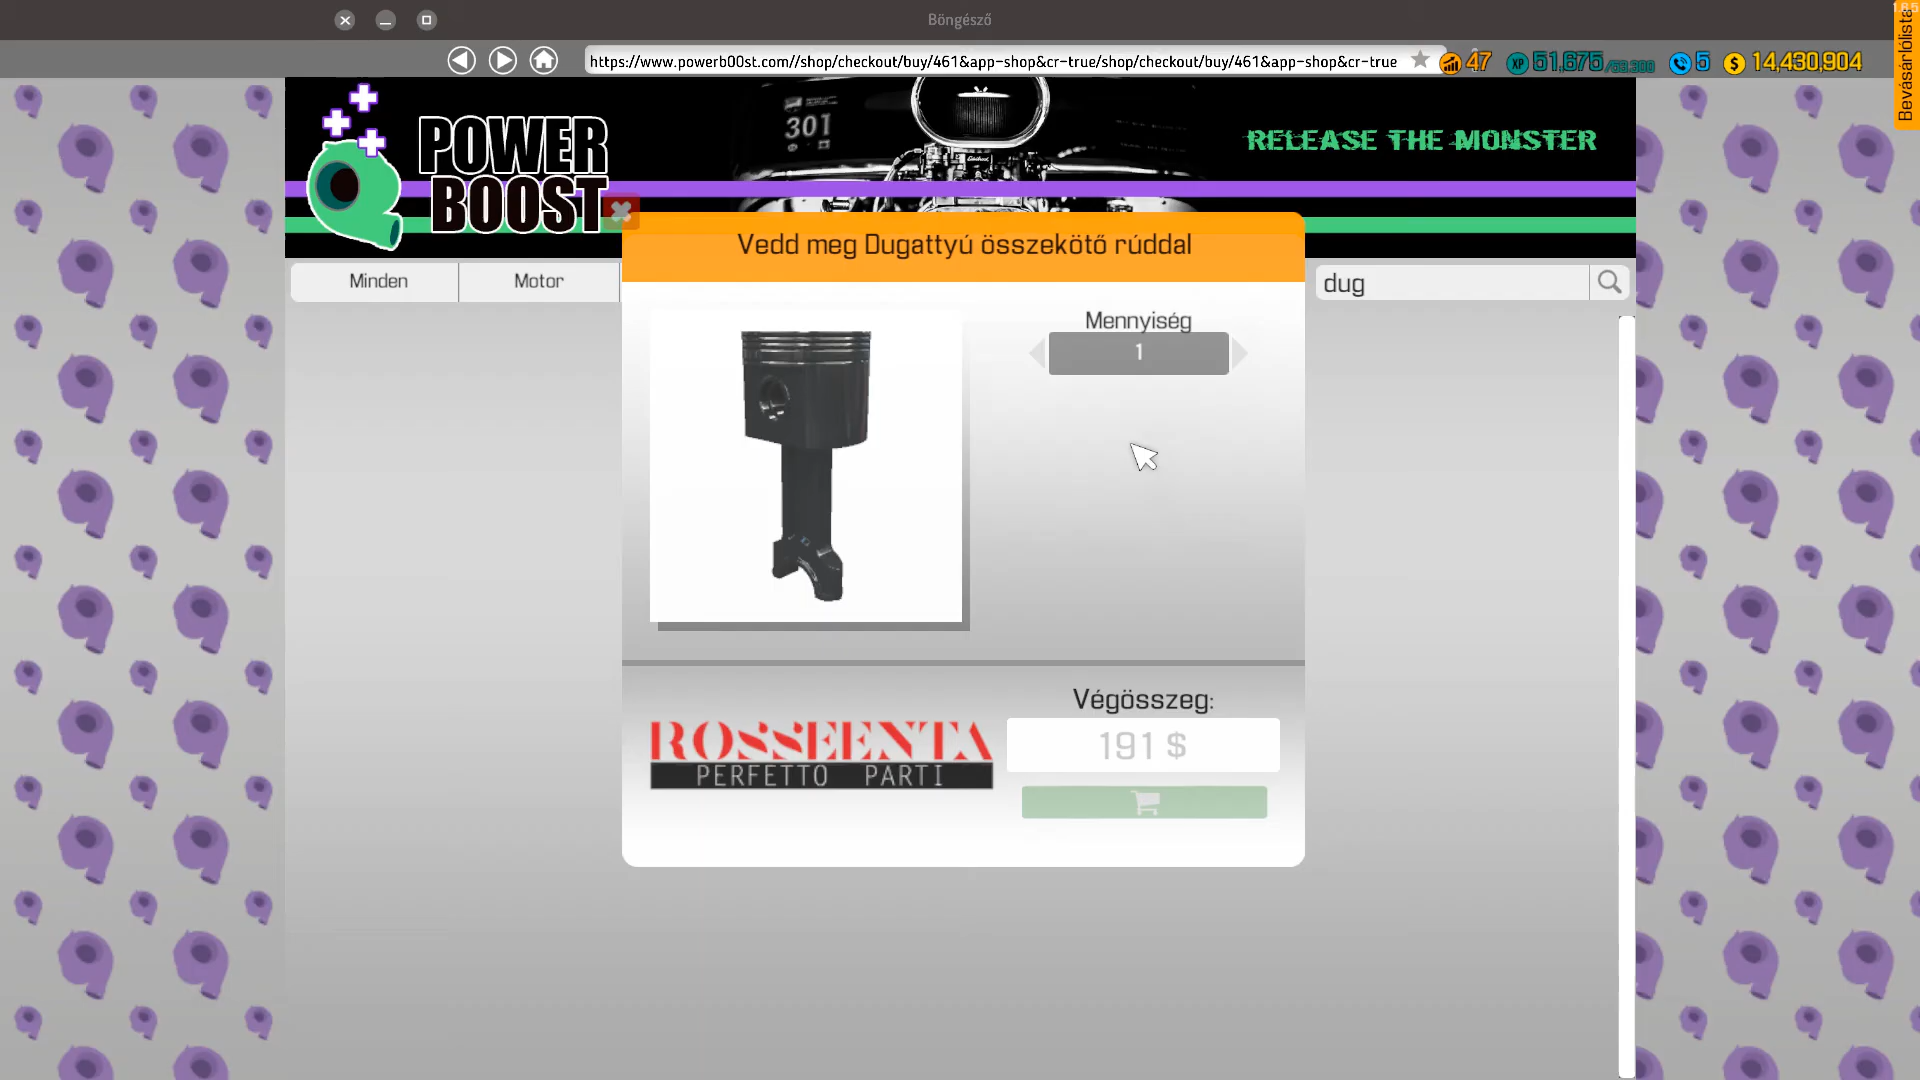 Böngésző
https://www.powerb00st.com//shop/checkout/buy/461&app-shop&cr-true/shop/checkout/buy/461&app-shop&cr-true
47
XP 51,675
5
$ 14,430,904
Bevásárlólista
POWER
BOOST
301
RELEASE THE MONSTER
Vedd meg Dugattyú összekötő rúddal
Minden
Motor
dug
Mennyiség
1
Végösszeg:
191 $
ROSSEENTA
PERFETTO PARTI